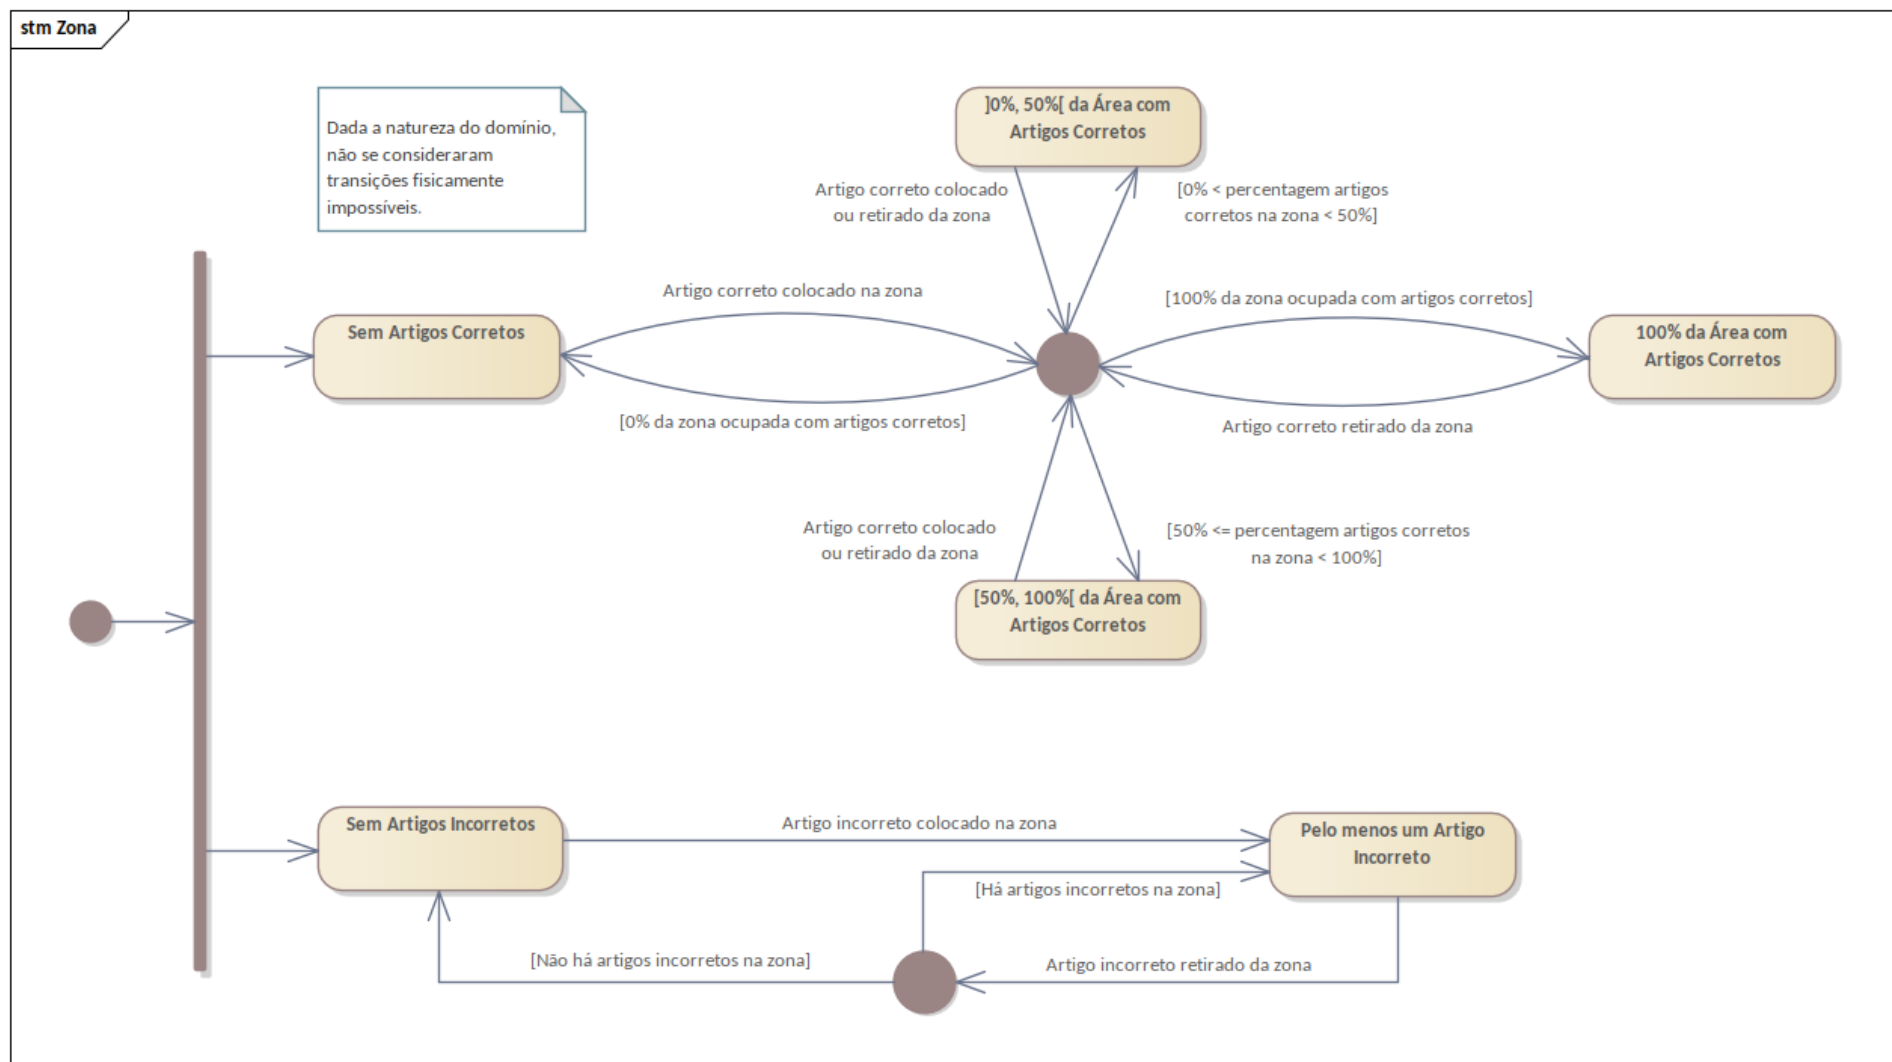 stm Zona
Dada a natureza do domínio,
não se consideraram
transições fisicamente
impossíveis.
]0%, 50%[ da Área com
Artigos Corretos
Artigo correto colocado
ou retirado da zona
[0% < percentagem artigos
corretos na zona < 50%]
Artigo correto colocado na zona
[100% da zona ocupada com artigos corretos]
Sem Artigos Corretos
100% da Área com
Artigos Corretos
[0% da zona ocupada com artigos corretos]
Artigo correto retirado da zona
Artigo correto colocado
ou retirado da zona
[50% <= percentagem artigos corretos
na zona < 100%]
[50%, 100%[ da Área com
Artigos Corretos
Sem Artigos Incorretos
Artigo incorreto colocado na zona
Pelo menos um Artigo
Incorreto
[Há artigos incorretos na zona]
[Não há artigos incorretos na zona]
Artigo incorreto retirado da zona